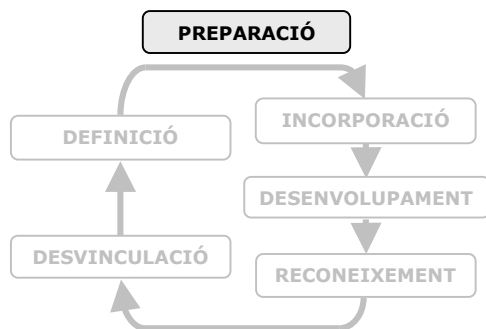 PREPARACIÓ
INCORPORACIÓ
DEFINICIÓ
DESENVOLUPAMENT
DESVINCULACIÓ
RECONEIXEMENT